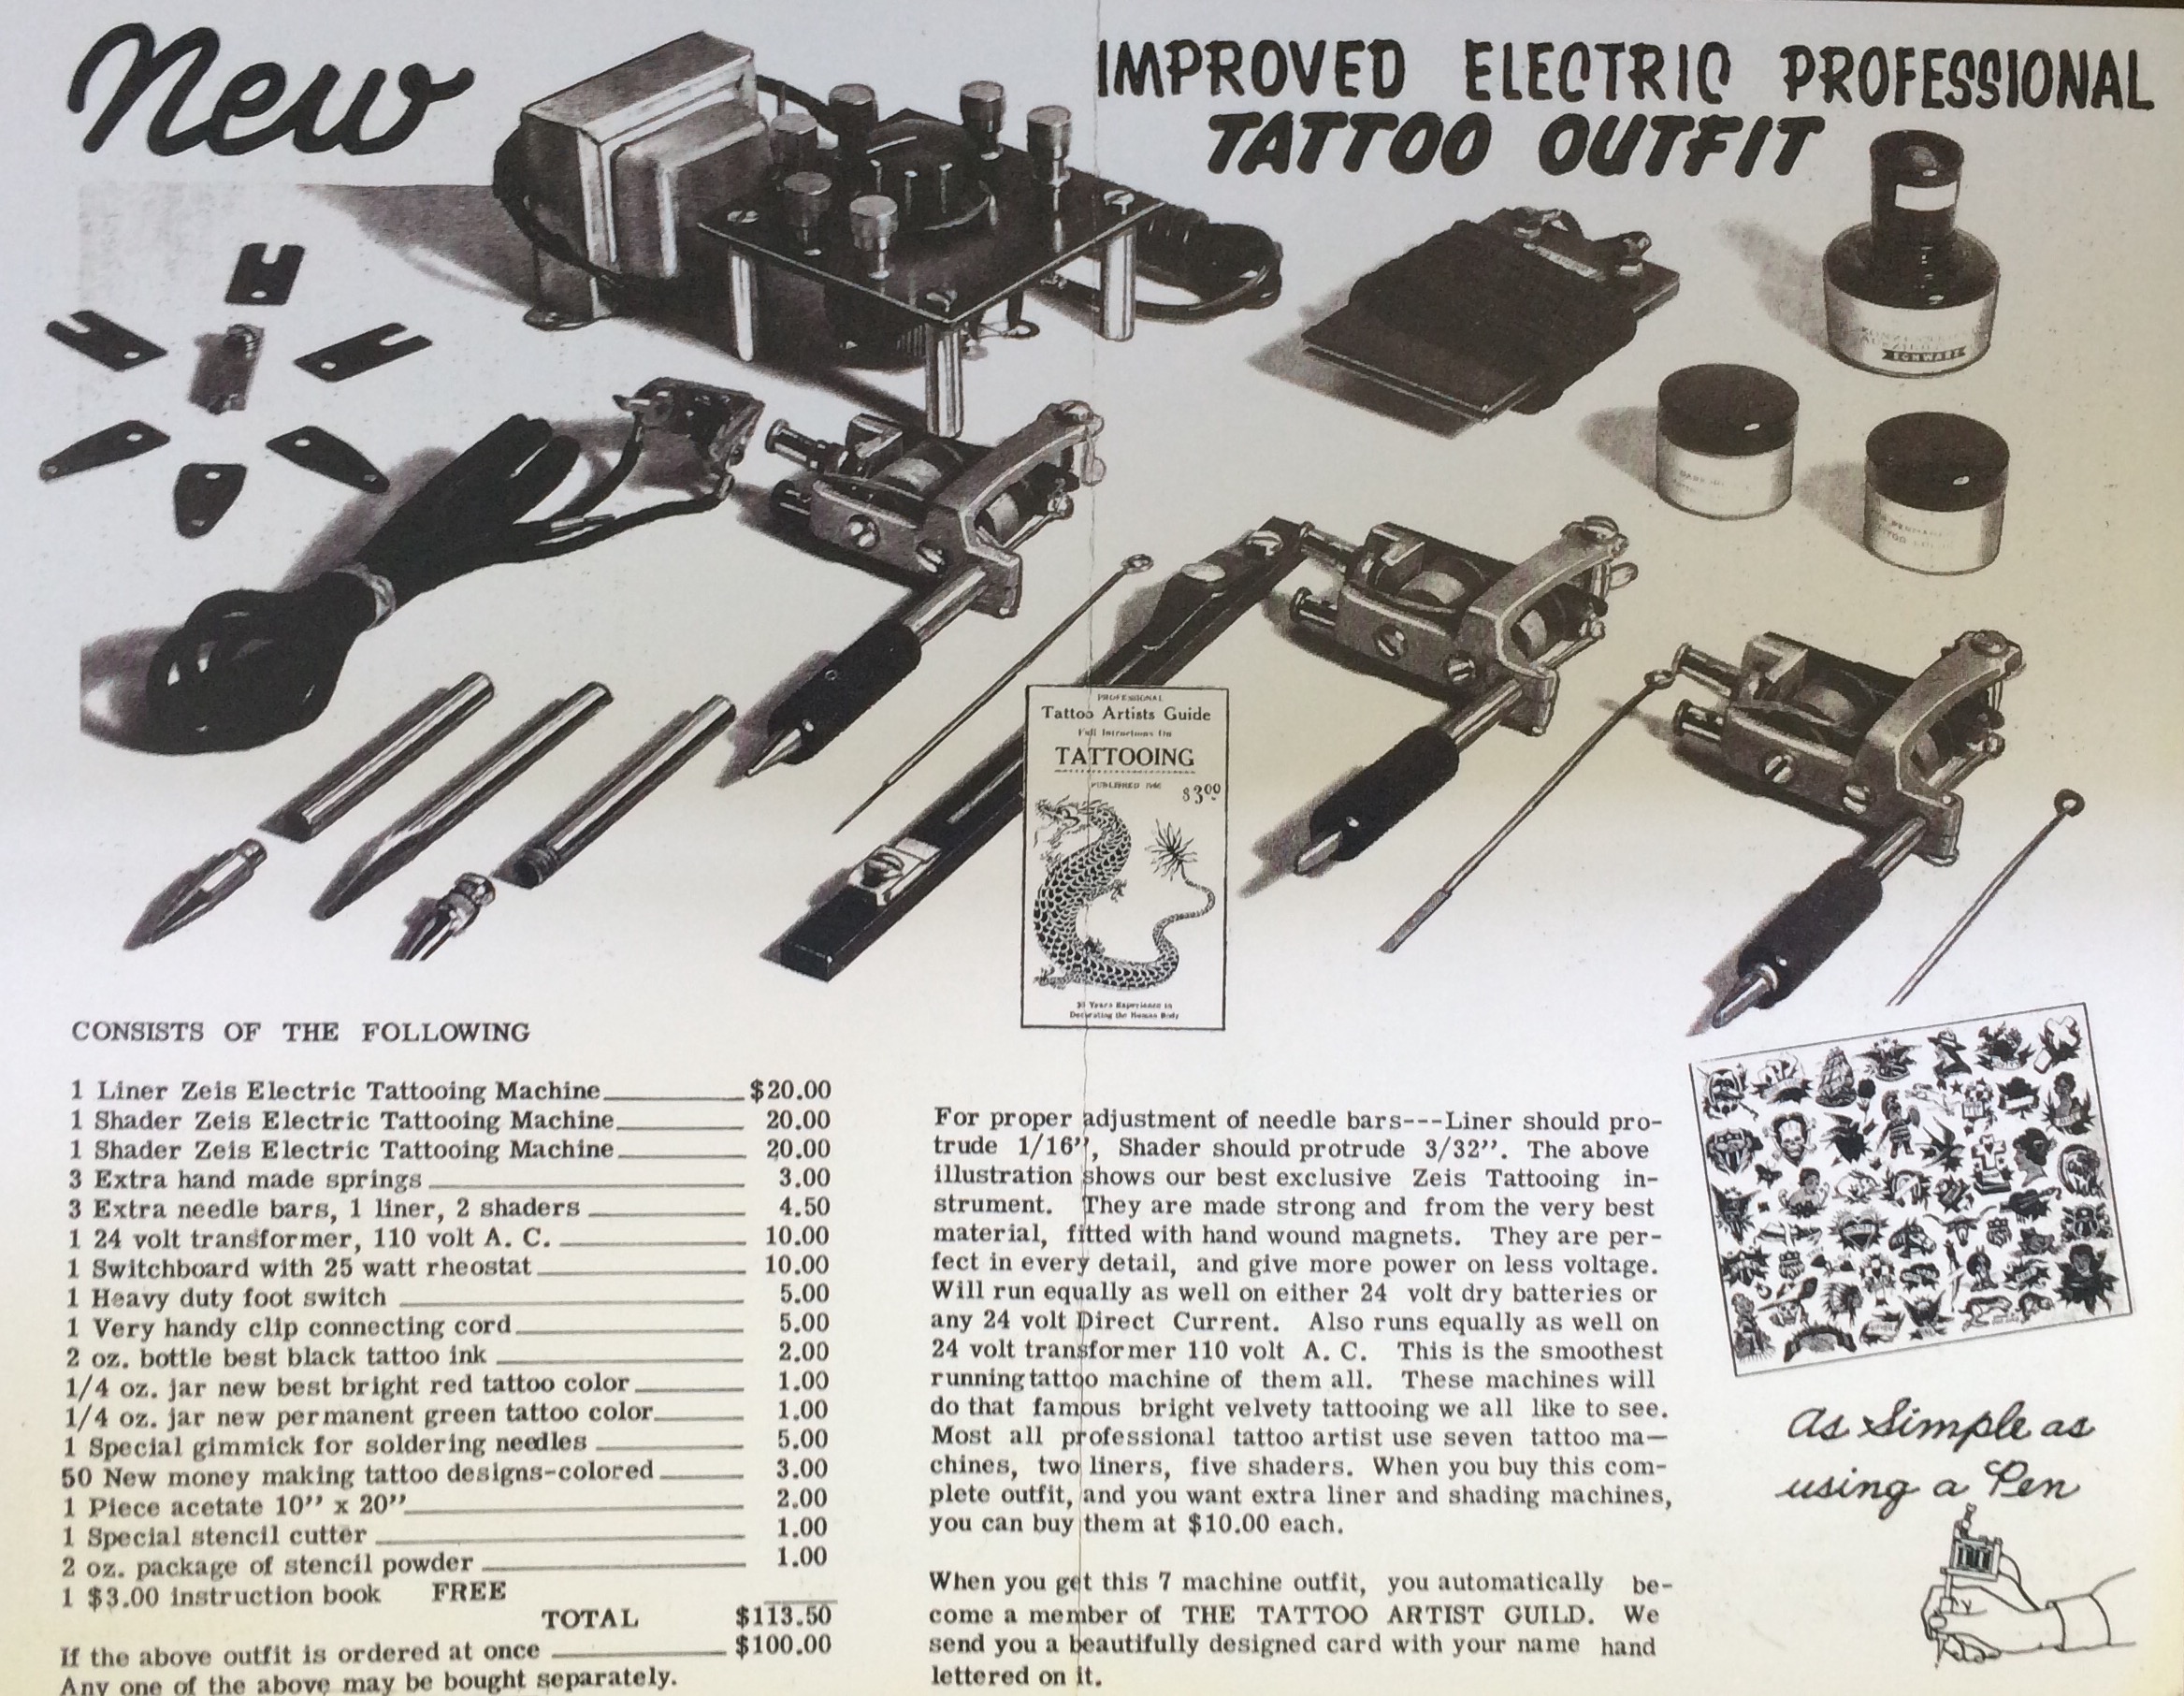 New
IMPROVED ELECTRIC PROFESSIONAL
TATTOO OUTFIT
SCHWARZ
PROFESSIONAL
Tattoo Artists Guide
Full Intructions On
TATTOOING
PUBLISHED
$3.00
35 Years Experience in
Decorating the Human Body
CONSISTS OF THE FOLLOWING
1 Liner Zeis Electric Tattooing Machine $20.00
1 Shader Zeis Electric Tattooing Machine 20.00
1 Shader Zeis Electric Tattooing Machine 20.00
3 Extra hand made springs 3.00
3 Extra needle bars, 1 liner, 2 shaders 4.50
1 24 volt transformer, 110 volt A. C. 10.00
1 Switchboard with 25 watt rheostat 10.00
1 Heavy duty foot switch 5.00
1 Very handy clip connecting cord 5.00
2 oz. bottle best black tattoo ink 2.00
1/4 oz. jar new best bright red tattoo color 1.00
1/4 oz. jar new permanent green tattoo color 1.00
1 Special gimmick for soldering needles 5.00
50 New money making tattoo designs-colored 3.00
1 Piece acetate 10” x 20” 2.00
1 Special stencil cutter 1.00
2 oz. package of stencil powder 1.00
1 $3.00 instruction book FREE
TOTAL $113.50
If the above outfit is ordered at once $100.00
Any one of the above may be bought separately.
For proper adjustment of needle bars---Liner should pro-
trude 1/16”, Shader should protrude 3/32”. The above
illustration shows our best exclusive Zeis Tattooing in-
strument. They are made strong and from the very best
material, fitted with hand wound magnets. They are per-
fect in every detail, and give more power on less voltage.
Will run equally as well on either 24 volt dry batteries or
any 24 volt Direct Current. Also runs equally as well on
24 volt transformer 110 volt A. C. This is the smoothest
running tattoo machine of them all. These machines will
do that famous bright velvety tattooing we all like to see.
Most all professional tattoo artist use seven tattoo ma—
chines, two liners, five shaders. When you buy this com-
plete outfit, and you want extra liner and shading machines,
you can buy them at $10.00 each.
When you get this 7 machine outfit, you automatically be-
come a member of THE TATTOO ARTIST GUILD. We
send you a beautifully designed card with your name hand
lettered on it.
as Simple as
using a Pen